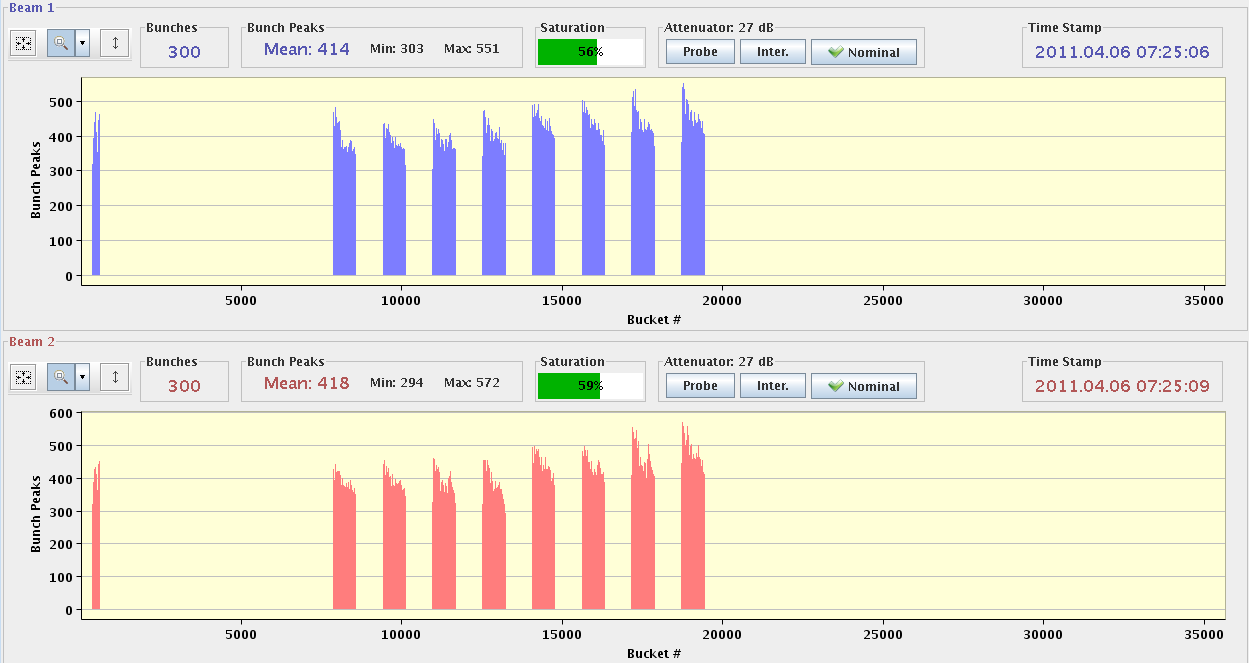 Beam 1
Bunches Bunch Peaks Saturation Attenuator: 27 dB Time Stamp
300 Mean: 414 Min: 303 Max: 551 56% Probe Inter. Nominal 2011.04.06 07:25:06
500
400
300
200
100
0
Bunch Peaks
5000 10000 15000 20000 25000 30000 35000
Bucket #
Beam 2
Bunches Bunch Peaks Saturation Attenuator: 27 dB Time Stamp
300 Mean: 418 Min: 294 Max: 572 59% Probe Inter. Nominal 2011.04.06 07:25:09
600
500
400
300
200
100
0
Bunch Peaks
5000 10000 15000 20000 25000 30000 35000
Bucket #